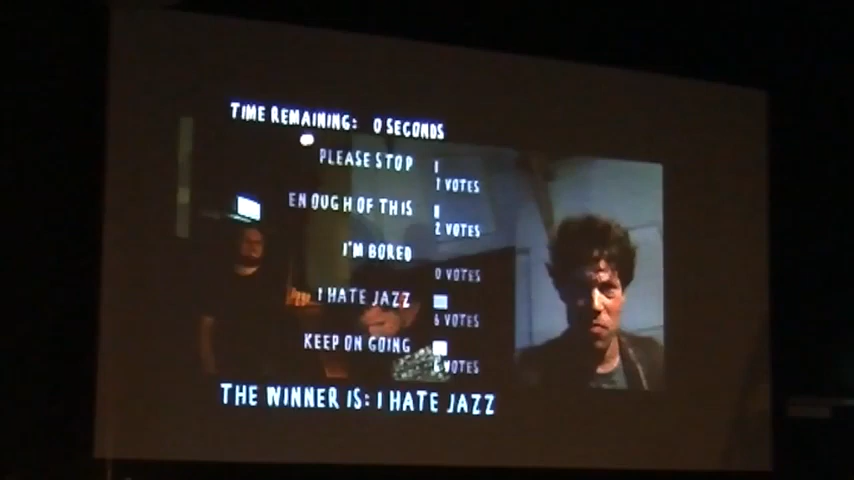 TIME REMAINING: 0 SECONDS
PLEASE STOP
1 VOTES
ENOUGH OF THIS
2 VOTES
I'M BORED
0 VOTES
I HATE JAZZ
6 VOTES
KEEP ON GOING
VOTES
THE WINNER IS: I HATE JAZZ